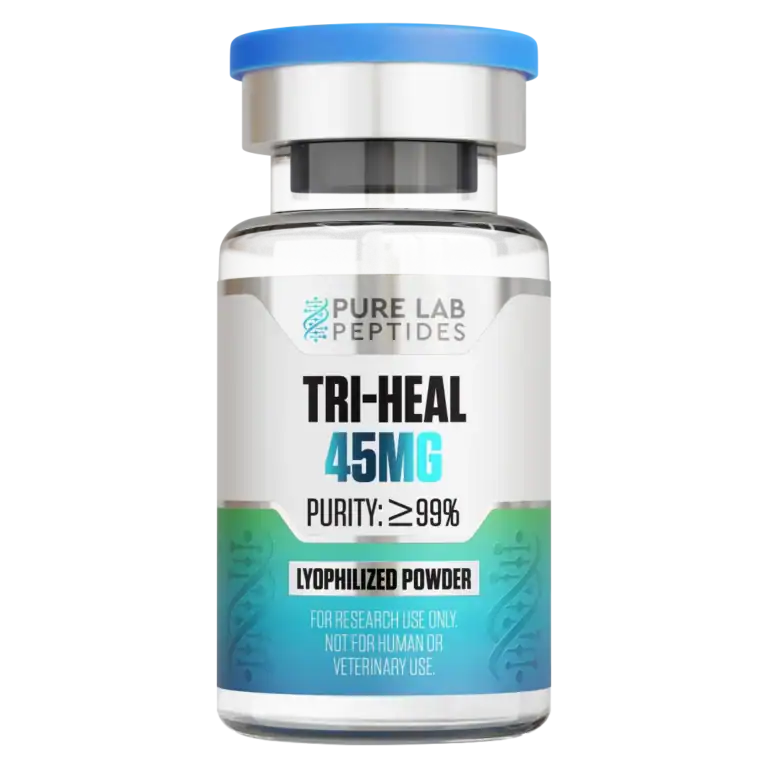 PURE LAB
PEPTIDES
TRI-HEAL
45MG
PURITY: ≥99%
LYOPHILIZED POWDER
FOR RESEARCH USE ONLY.
NOT FOR HUMAN OR
VETERINARY USE.